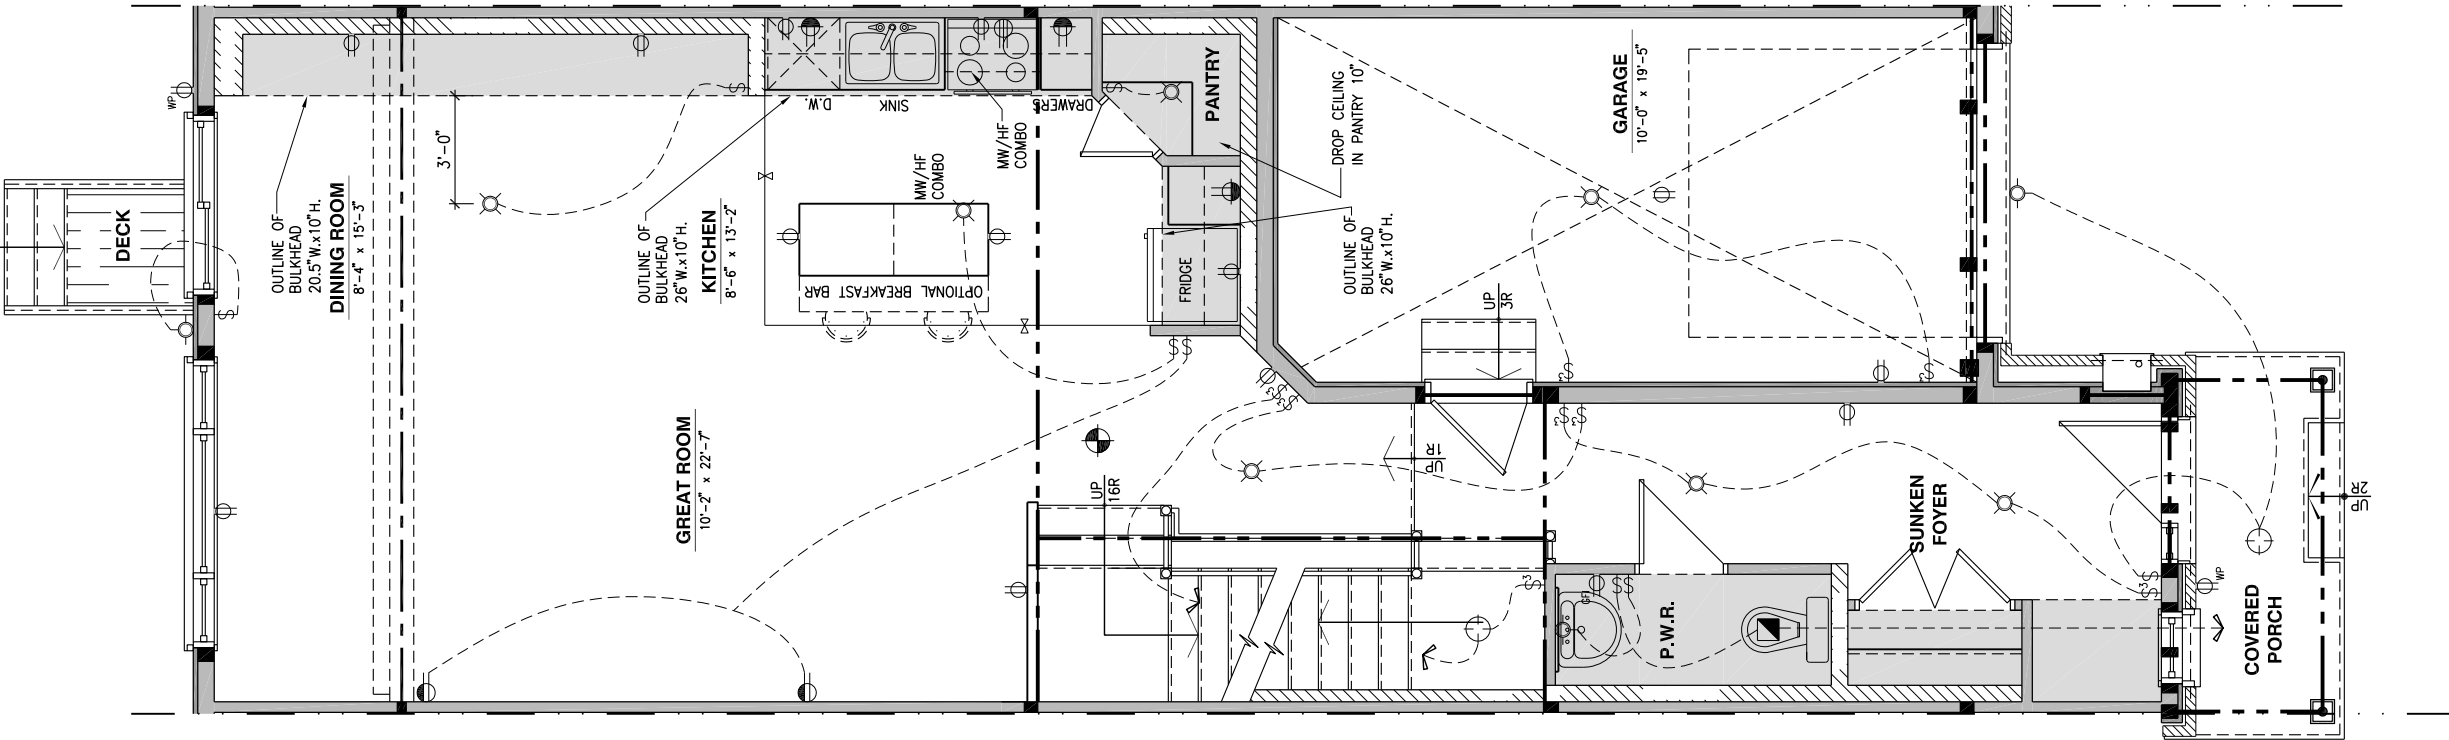 DECK
WP
OUTLINE OF
BULKHEAD
20.5"W.x10"H.
DINING ROOM
8'-4" x 15'-3"
3'-0"
OUTLINE OF
BULKHEAD
26"W.x10"H.
KITCHEN
8'-6" x 13'-2"
GREAT ROOM
10'-2" x 22'-7"
D.W.
SINK
DRAWERS
MW/HF
COMBO
MW/HF
COMBO
OPTIONAL BREAKFAST BAR
PANTRY
FRIDGE
DROP CEILING
IN PANTRY 10"
OUTLINE OF
BULKHEAD
26"W.x10"H.
GARAGE
10'-0" x 19'-5"
UP
3R
UP
1R
UP
16R
GFI
P.W.R.
SUNKEN
FOYER
WP
COVERED
PORCH
UP
2R